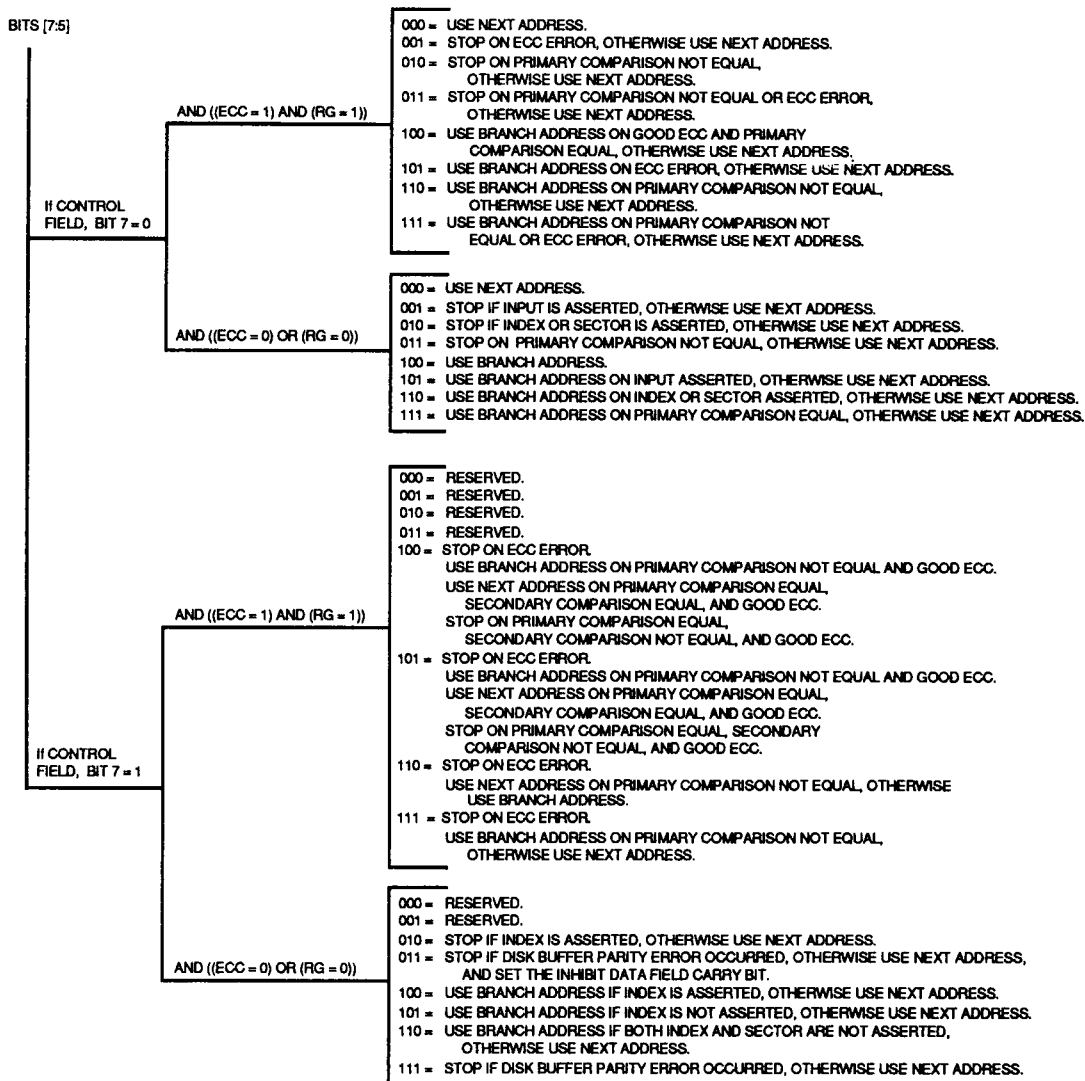 BITS [7:5]
000 = USE NEXT ADDRESS.
001 = STOP ON ECC ERROR, OTHERWISE USE NEXT ADDRESS.
010 = STOP ON PRIMARY COMPARISON NOT EQUAL,
OTHERWISE USE NEXT ADDRESS.
011 = STOP ON PRIMARY COMPARISON NOT EQUAL OR ECC ERROR,
OTHERWISE USE NEXT ADDRESS.
AND ((ECC = 1) AND (RG = 1))
100 = USE BRANCH ADDRESS ON GOOD ECC AND PRIMARY
COMPARISON EQUAL, OTHERWISE USE NEXT ADDRESS.
101 = USE BRANCH ADDRESS ON ECC ERROR, OTHERWISE USE NEXT ADDRESS.
110 = USE BRANCH ADDRESS ON PRIMARY COMPARISON NOT EQUAL,
OTHERWISE USE NEXT ADDRESS.
111 = USE BRANCH ADDRESS ON PRIMARY COMPARISON NOT
EQUAL OR ECC ERROR, OTHERWISE USE NEXT ADDRESS.
If CONTROL
FIELD, BIT 7 = 0
000 = USE NEXT ADDRESS.
001 = STOP IF INPUT IS ASSERTED, OTHERWISE USE NEXT ADDRESS.
010 = STOP IF INDEX OR SECTOR IS ASSERTED, OTHERWISE USE NEXT ADDRESS.
AND ((ECC = 0) OR (RG = 0))
011 = STOP ON PRIMARY COMPARISON NOT EQUAL, OTHERWISE USE NEXT ADDRESS.
100 = USE BRANCH ADDRESS.
101 = USE BRANCH ADDRESS ON INPUT ASSERTED, OTHERWISE USE NEXT ADDRESS.
110 = USE BRANCH ADDRESS ON INDEX OR SECTOR ASSERTED, OTHERWISE USE NEXT ADDRESS.
111 = USE BRANCH ADDRESS ON PRIMARY COMPARISON EQUAL, OTHERWISE USE NEXT ADDRESS.
000 = RESERVED.
001 = RESERVED.
010 = RESERVED.
011 = RESERVED.
100 = STOP ON ECC ERROR.
USE BRANCH ADDRESS ON PRIMARY COMPARISON NOT EQUAL AND GOOD ECC.
USE NEXT ADDRESS ON PRIMARY COMPARISON EQUAL,
SECONDARY COMPARISON EQUAL, AND GOOD ECC.
AND ((ECC = 1) AND (RG = 1))
STOP ON PRIMARY COMPARISON EQUAL,
SECONDARY COMPARISON NOT EQUAL, AND GOOD ECC.
101 = STOP ON ECC ERROR.
USE BRANCH ADDRESS ON PRIMARY COMPARISON NOT EQUAL AND GOOD ECC.
USE NEXT ADDRESS ON PRIMARY COMPARISON EQUAL,
SECONDARY COMPARISON EQUAL, AND GOOD ECC.
STOP ON PRIMARY COMPARISON EQUAL, SECONDARY
COMPARISON NOT EQUAL, AND GOOD ECC.
If CONTROL
FIELD, BIT 7 = 1
110 = STOP ON ECC ERROR.
USE NEXT ADDRESS ON PRIMARY COMPARISON NOT EQUAL, OTHERWISE
USE BRANCH ADDRESS.
111 = STOP ON ECC ERROR.
USE BRANCH ADDRESS ON PRIMARY COMPARISON NOT EQUAL,
OTHERWISE USE NEXT ADDRESS.
000 = RESERVED.
001 = RESERVED.
010 = STOP IF INDEX IS ASSERTED, OTHERWISE USE NEXT ADDRESS.
011 = STOP IF DISK BUFFER PARITY ERROR OCCURRED, OTHERWISE USE NEXT ADDRESS,
AND SET THE INHIBIT DATA FIELD CARRY BIT.
AND ((ECC = 0) OR (RG = 0))
100 = USE BRANCH ADDRESS IF INDEX IS ASSERTED, OTHERWISE USE NEXT ADDRESS.
101 = USE BRANCH ADDRESS IF INDEX IS NOT ASSERTED, OTHERWISE USE NEXT ADDRESS.
110 = USE BRANCH ADDRESS IF BOTH INDEX AND SECTOR ARE NOT ASSERTED,
OTHERWISE USE NEXT ADDRESS.
111 = STOP IF DISK BUFFER PARITY ERROR OCCURRED, OTHERWISE USE NEXT ADDRESS.